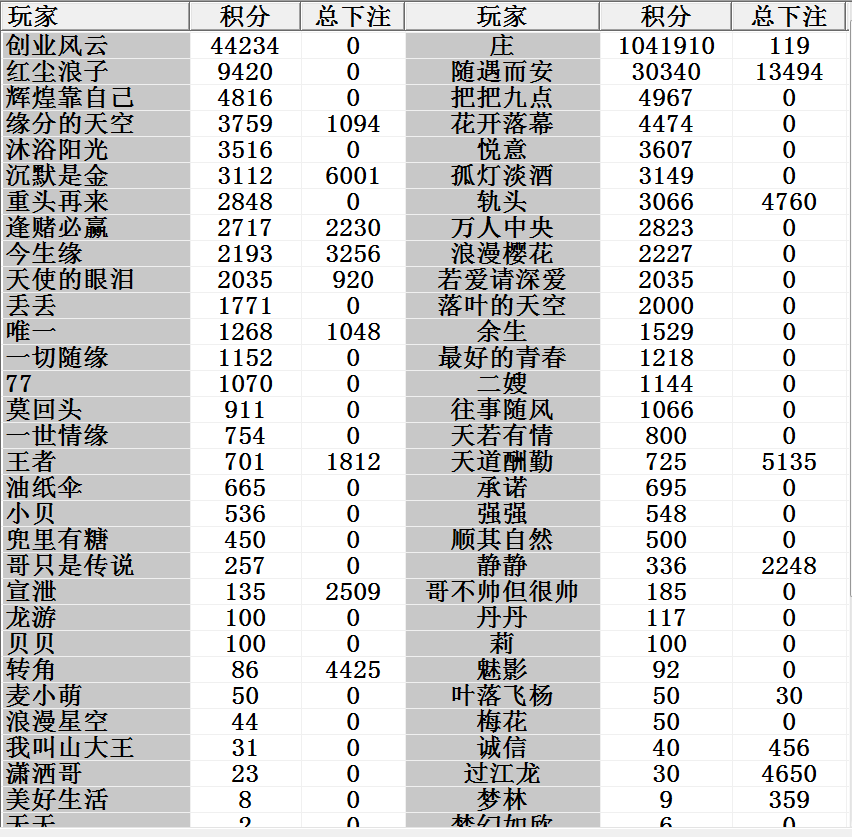 玩家 积分 总下注 玩家 积分 总下注
创业风云 44234 0 庄 1041910 119
红尘浪子 9420 0 随遇而安 30340 13494
辉煌靠自己 4816 0 把把九点 4967 0
缘分的天空 3759 1094 花开落幕 4474 0
沐浴阳光 3516 0 悦意 3607 0
沉默是金 3112 6001 孤灯淡酒 3149 0
重头再来 2848 0 轨头 3066 4760
逢赌必赢 2717 2230 万人中央 2823 0
今生缘 2193 3256 浪漫樱花 2227 0
天使的眼泪 2035 920 若爱请深爱 2035 0
丢丢 1771 0 落叶的天空 2000 0
唯一 1268 1048 余生 1529 0
一切随缘 1152 0 最好的青春 1218 0
77 1070 0 二嫂 1144 0
莫回头 911 0 往事随风 1066 0
一世情缘 754 0 天若有情 800 0
王者 701 1812 天道酬勤 725 5135
油纸伞 665 0 承诺 695 0
小贝 536 0 强强 548 0
兜里有糖 450 0 顺其自然 500 0
哥只是传说 257 0 静静 336 2248
宣泄 135 2509 哥不帅但很帅 185 0
龙游 100 0 丹丹 117 0
贝贝 100 0 莉 100 0
转角 86 4425 魅影 92 0
麦小萌 50 0 叶落飞杨 50 30
浪漫星空 44 0 梅花 50 0
我叫山大王 31 0 诚信 40 456
潇洒哥 23 0 过江龙 30 4650
美好生活 8 0 梦林 9 359
2 0 梦幻如欣 6 0